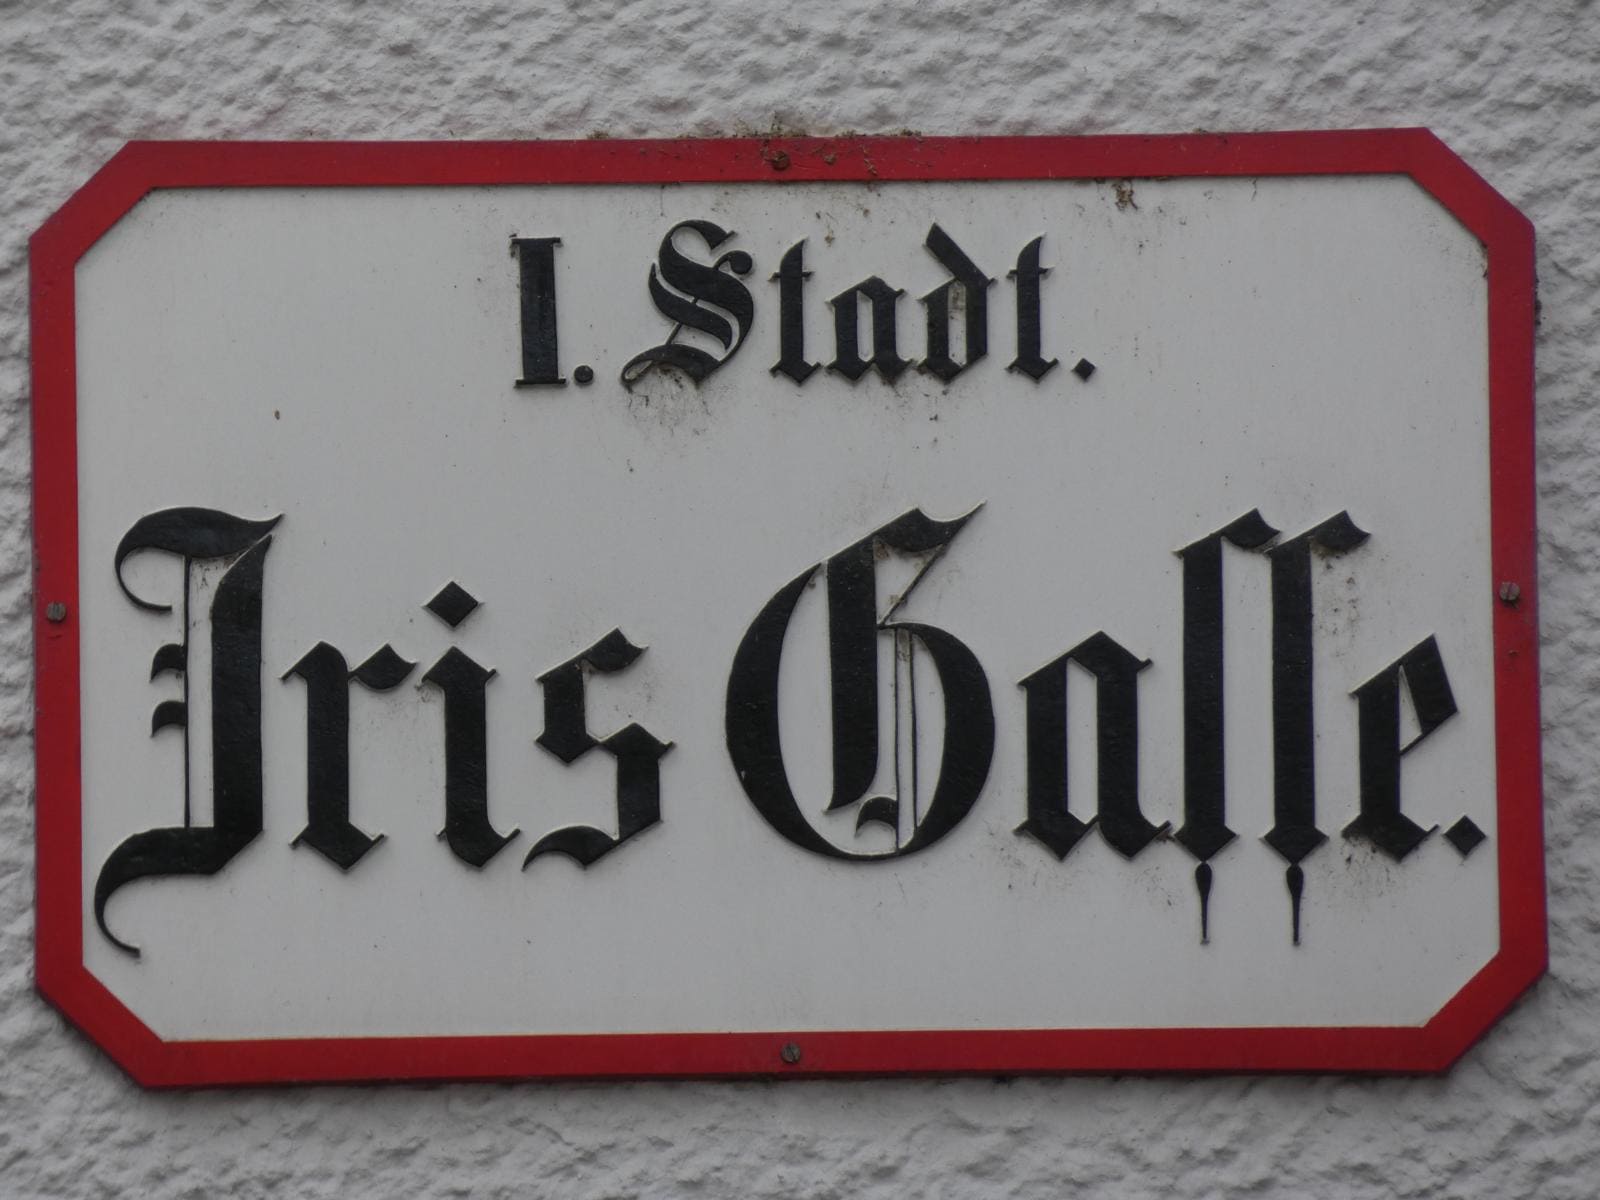 I. Stadt.
Iris Gaſſe.